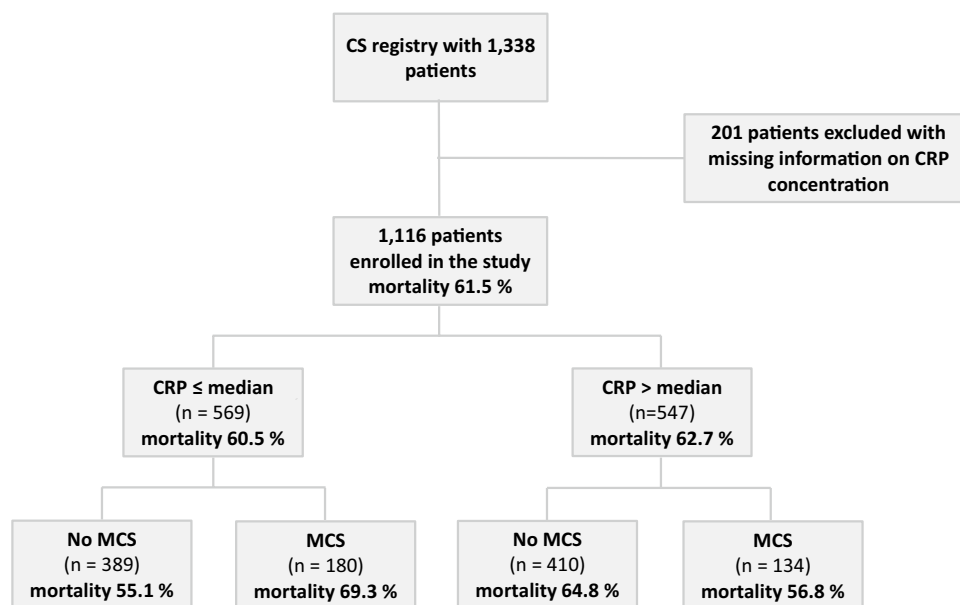 CS registry with 1,338
patients
201 patients excluded with
missing information on CRP
concentration
1,116 patients
enrolled in the study
mortality 61.5 %
CRP ≤ median
(n = 569)
mortality 60.5 %
CRP > median
(n=547)
mortality 62.7 %
No MCS
(n = 389)
mortality 55.1 %
MCS
(n = 180)
mortality 69.3 %
No MCS
(n = 410)
mortality 64.8 %
MCS
(n = 134)
mortality 56.8 %